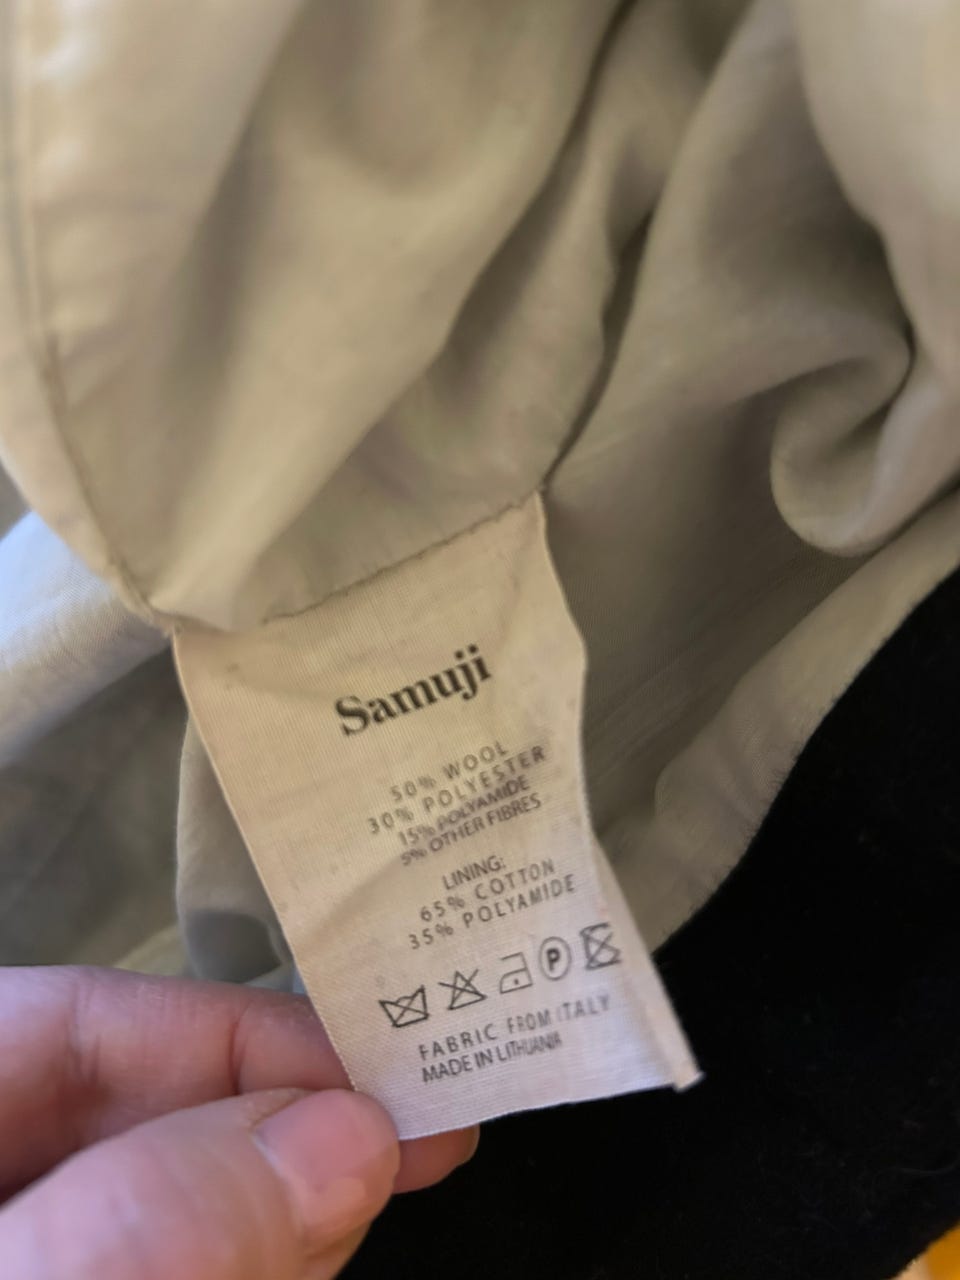 Samuji
50% WOOL
30% POLYESTER
15% POLYAMIDE
5% OTHER FIBRES
LINING:
65% COTTON
35% POLYAMIDE
P
FABRIC FROM ITALY
MADE IN LITHUANIA